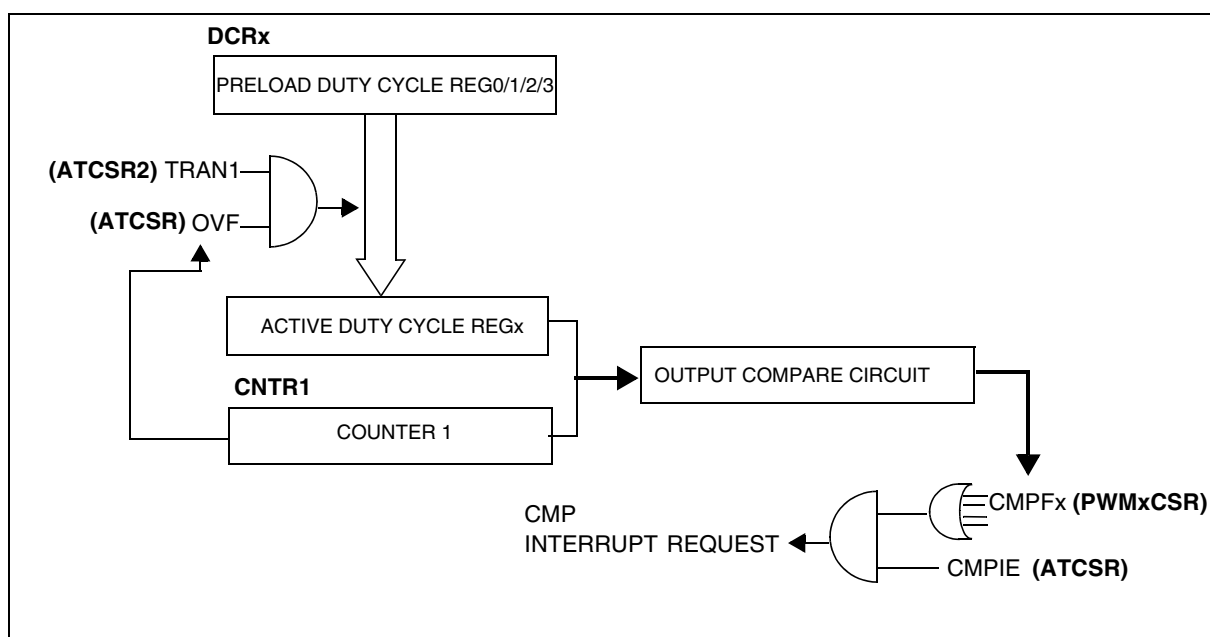 DCRx
PRELOAD DUTY CYCLE REG0/1/2/3
(ATCSR2) TRAN1
(ATCSR) OVF
ACTIVE DUTY CYCLE REGx
CNTR1
OUTPUT COMPARE CIRCUIT
COUNTER 1
CMPFx (PWMxCSR)
CMP
INTERRUPT REQUEST
CMPIE (ATCSR)